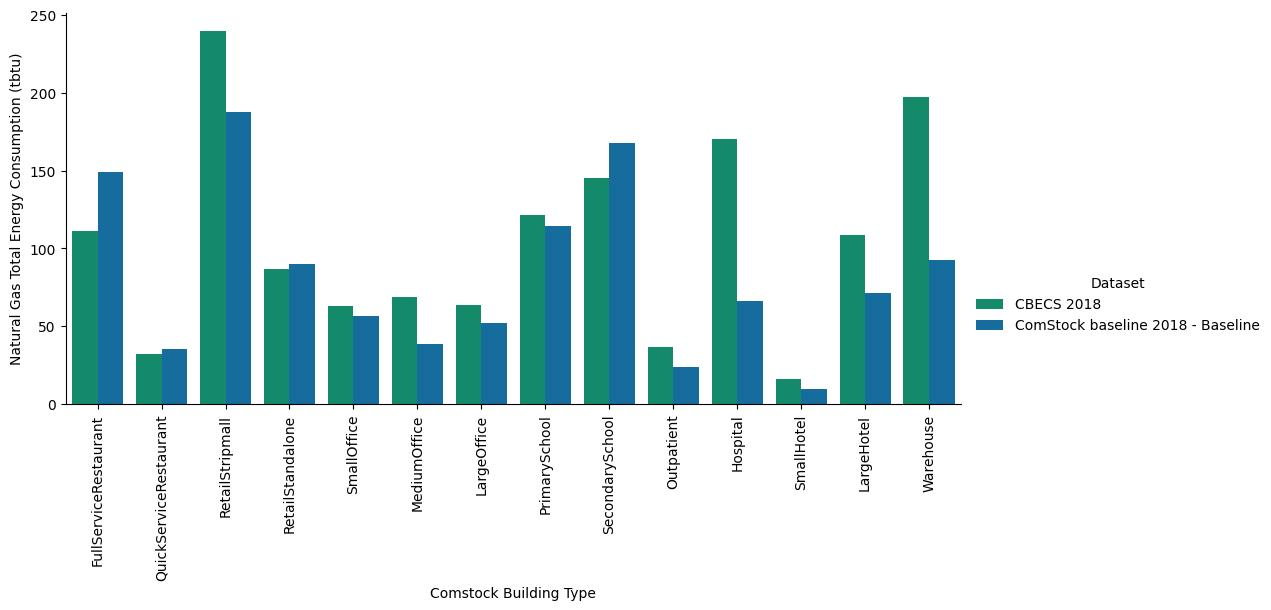 Natural Gas Total Energy Consumption (tbtu)
250
200
150
100
50
0
FullServiceRestaurant
QuickServiceRestaurant
RetailStripmall
RetailStandalone
SmallOffice
MediumOffice
LargeOffice
PrimarySchool
SecondarySchool
Outpatient
Hospital
SmallHotel
LargeHotel
Warehouse
Comstock Building Type
Dataset
CBECS 2018
ComStock baseline 2018 - Baseline